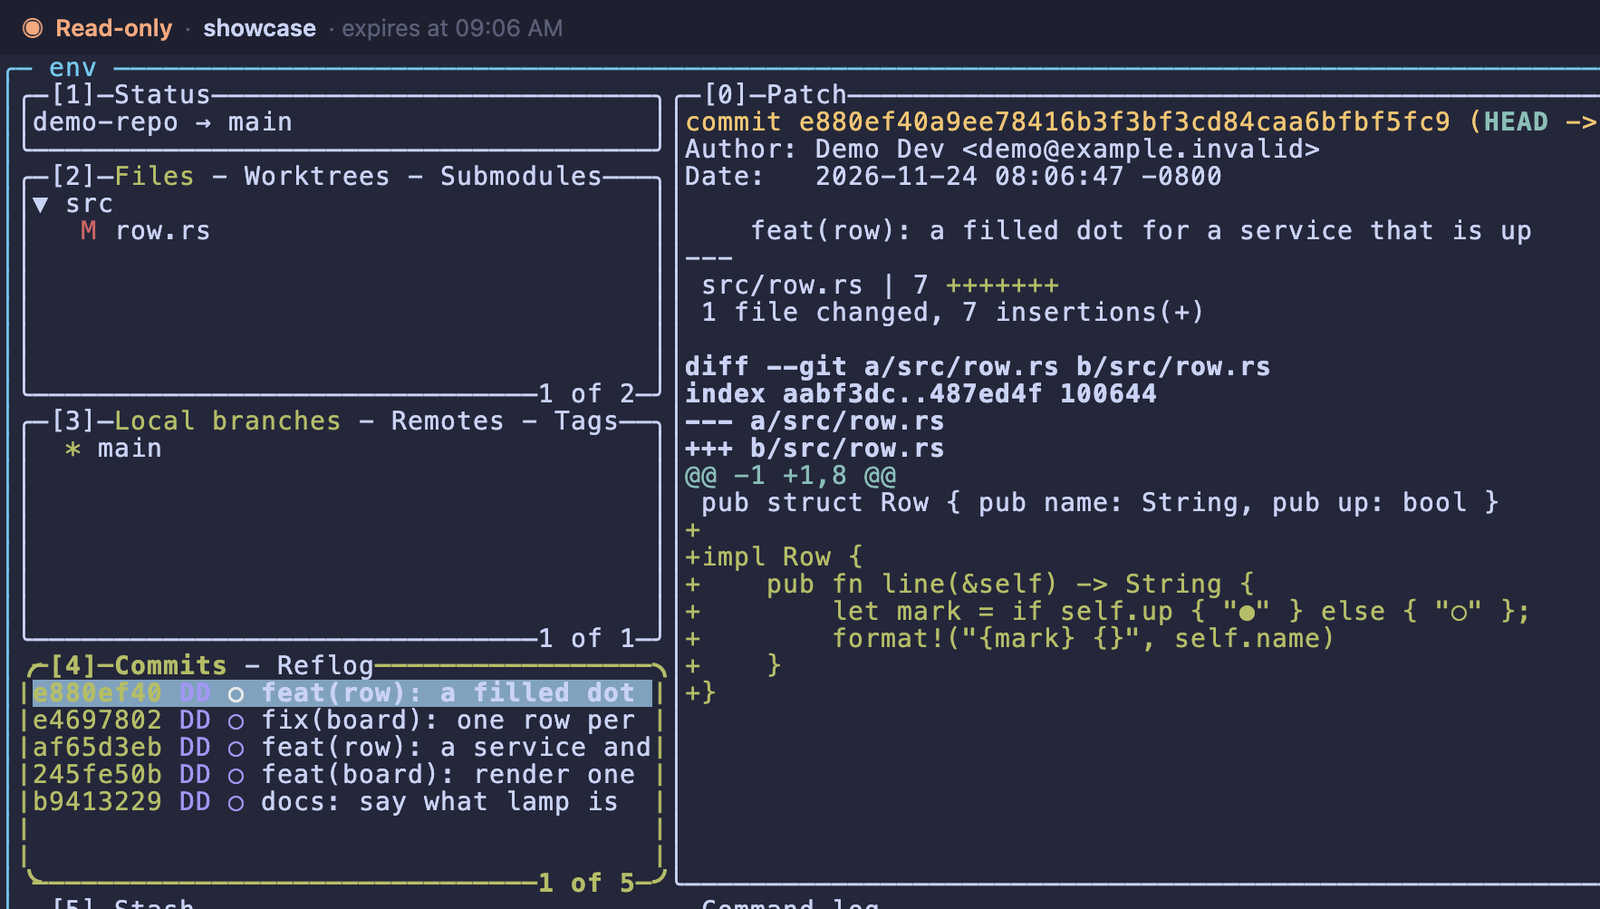 Read-only · showcase · expires at 09:06 AM
env
[1]—Status
demo-repo → main
[2]—Files – Worktrees – Submodules
▼ src
M row.rs
1 of 2
[3]—Local branches – Remotes – Tags
* main
1 of 1
[4]—Commits – Reflog
e880ef40 DD ○ feat(row): a filled dot
e4697802 DD ○ fix(board): one row per
af65d3eb DD ○ feat(row): a service and
245fe50b DD ○ feat(board): render one
b9413229 DD ○ docs: say what lamp is
1 of 5
[5]—Stash
[0]—Patch
commit e880ef40a9ee78416b3f3bf3cd84caa6bfbf5fc9 (HEAD ->
Author: Demo Dev <demo@example.invalid>
Date:   2026-11-24 08:06:47 -0800
feat(row): a filled dot for a service that is up
---
src/row.rs | 7 +++++++
1 file changed, 7 insertions(+)
diff --git a/src/row.rs b/src/row.rs
index aabf3dc..487ed4f 100644
--- a/src/row.rs
+++ b/src/row.rs
@@ -1 +1,8 @@
pub struct Row { pub name: String, pub up: bool }
+
+impl Row {
+    pub fn line(&self) -> String {
+        let mark = if self.up { "●" } else { "○" };
+        format!("{mark} {}", self.name)
+    }
+}
Command log